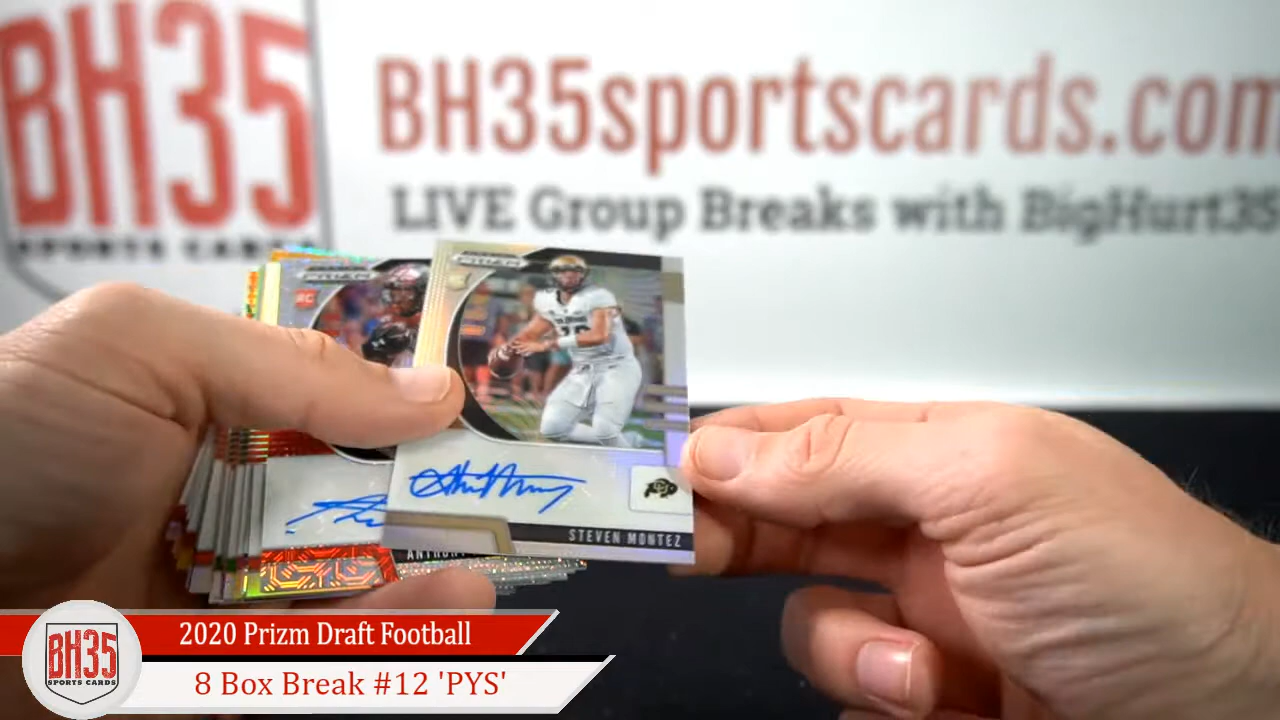 BH35
SPORTS CARDS
BH35sportscards.com
LIVE Group Breaks with BigHurt35
PRIZM
RC
PRIZM
STEVEN MONTEZ
2020 Prizm Draft Football
8 Box Break #12 'PYS'
BH35
SPORTS CARDS